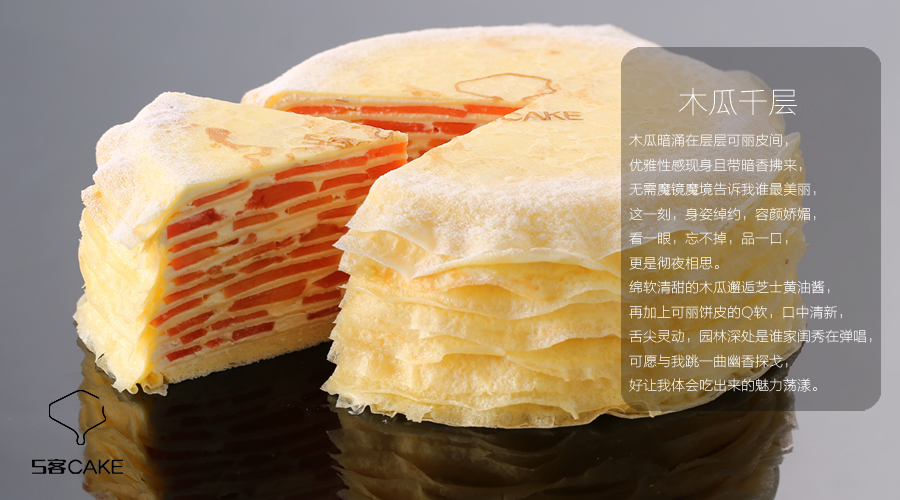 木瓜千层
木瓜暗涌在层层可丽皮间，
优雅性感现身且带暗香拂来，
无需魔镜魔境告诉我谁最美丽，
这一刻，身姿绰约，容颜娇媚，
看一眼，忘不掉，品一口，
更是彻夜相思。
绵软清甜的木瓜邂逅芝士黄油酱，
再加上可丽饼皮的Q软，口中清新，
舌尖灵动，园林深处是谁家闺秀在弹唱，
可愿与我跳一曲幽香探戈，
好让我体会吃出来的魅力荡漾。
CAKE
5客CAKE